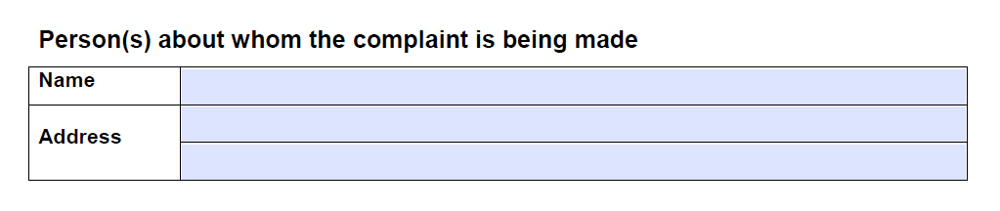 Person(s) about whom the complaint is being made
Name
Address